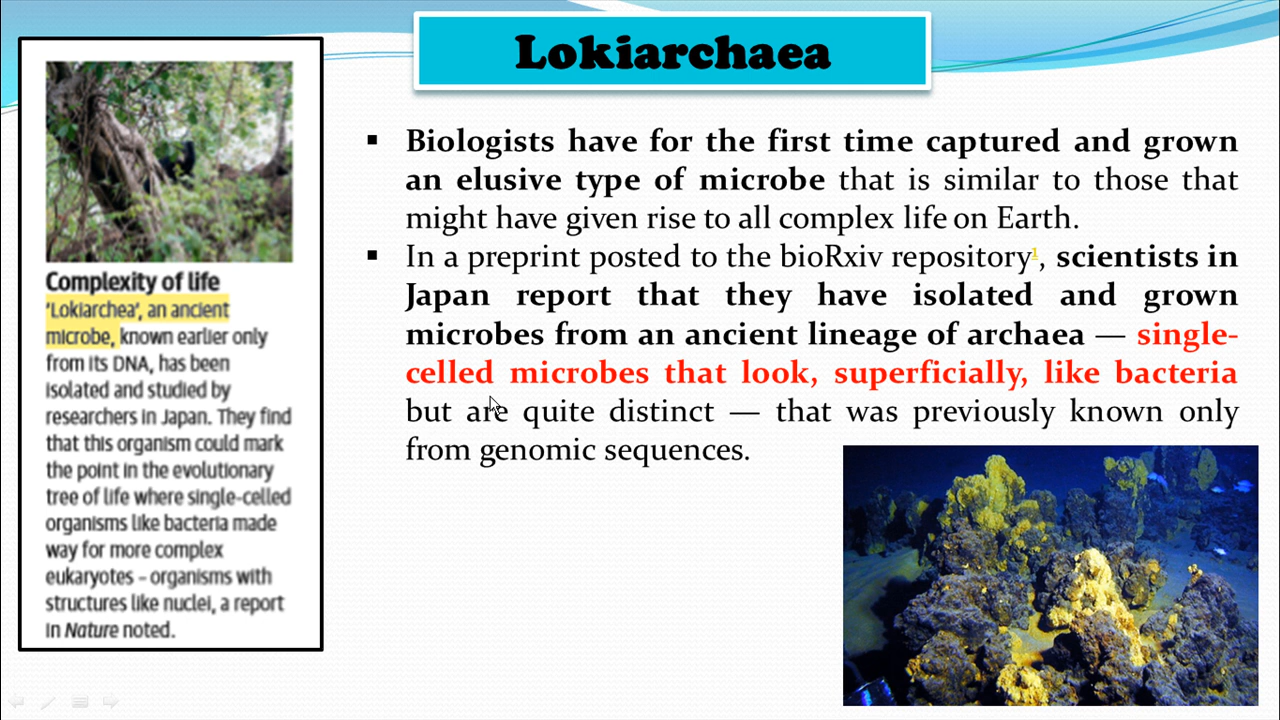 Lokiarchaea
Complexity of life
‘Lokiarchea’, an ancient
microbe, known earlier only
from its DNA, has been
isolated and studied by
researchers in Japan. They find
that this organism could mark
the point in the evolutionary
tree of life where single-celled
organisms like bacteria made
way for more complex
eukaryotes – organisms with
structures like nuclei, a report
in Nature noted.
▪ Biologists have for the first time captured and grown
an elusive type of microbe that is similar to those that
might have given rise to all complex life on Earth.
▪ In a preprint posted to the bioRxiv repository¹, scientists in
Japan report that they have isolated and grown
microbes from an ancient lineage of archaea — single-
celled microbes that look, superficially, like bacteria
but are quite distinct — that was previously known only
from genomic sequences.